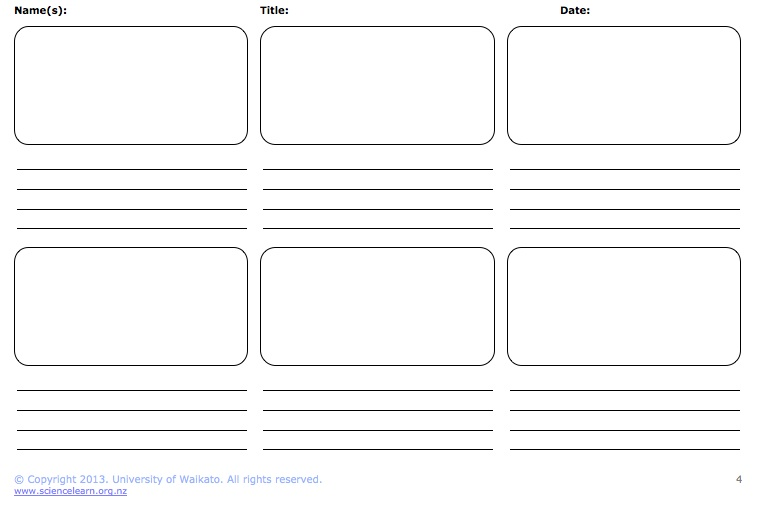 Name(s): Title: Date:
© Copyright 2013. University of Waikato. All rights reserved. 4
www.sciencelearn.org.nz